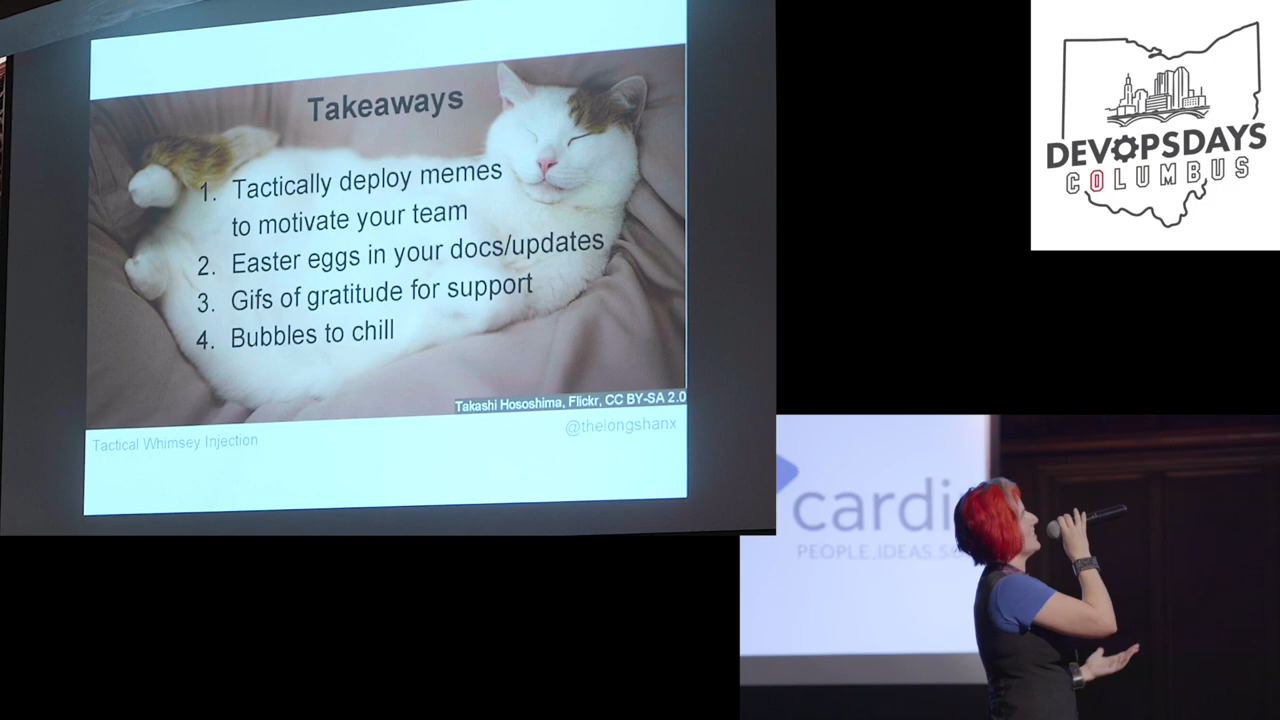 Takeaways
1. Tactically deploy memes
to motivate your team
2. Easter eggs in your docs/updates
3. Gifs of gratitude for support
4. Bubbles to chill
Takashi Hososhima, Flickr, CC BY-SA 2.0
Tactical Whimsey Injection
@thelongshanx
DEVOPSDAYS
COLUMBUS
cardi
PEOPLE.IDEAS.S